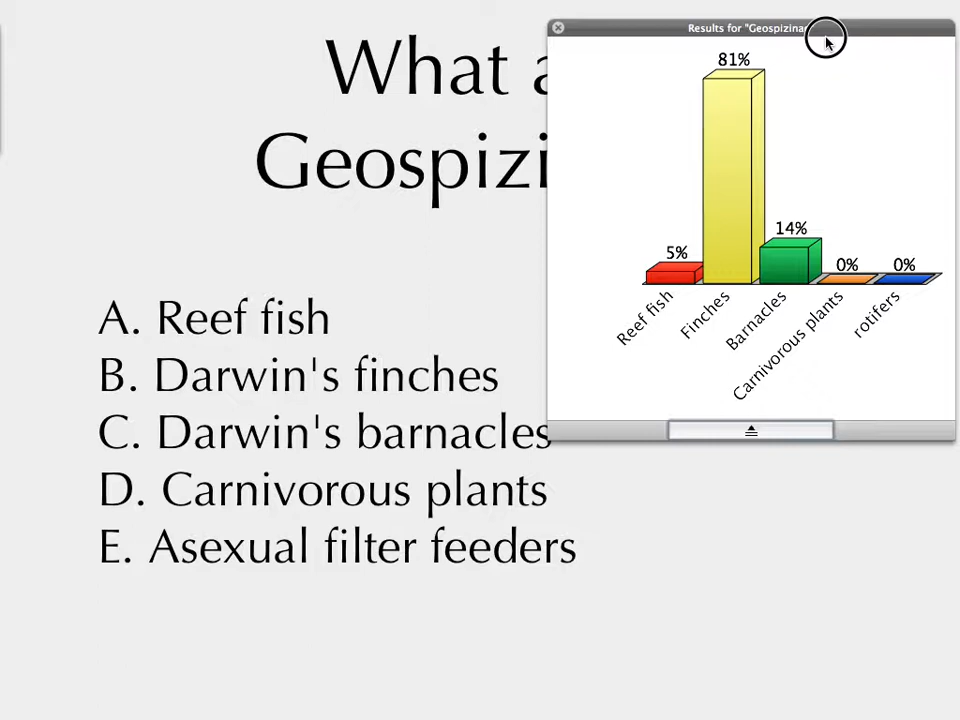 What a
Geospizi
A. Reef fish
B. Darwin's finches
C. Darwin's barnacles
D. Carnivorous plants
E. Asexual filter feeders
Results for "Geospizinae
81%
14%
5%
0%
0%
Reef fish
Finches
Barnacles
Carnivorous plants
rotifers